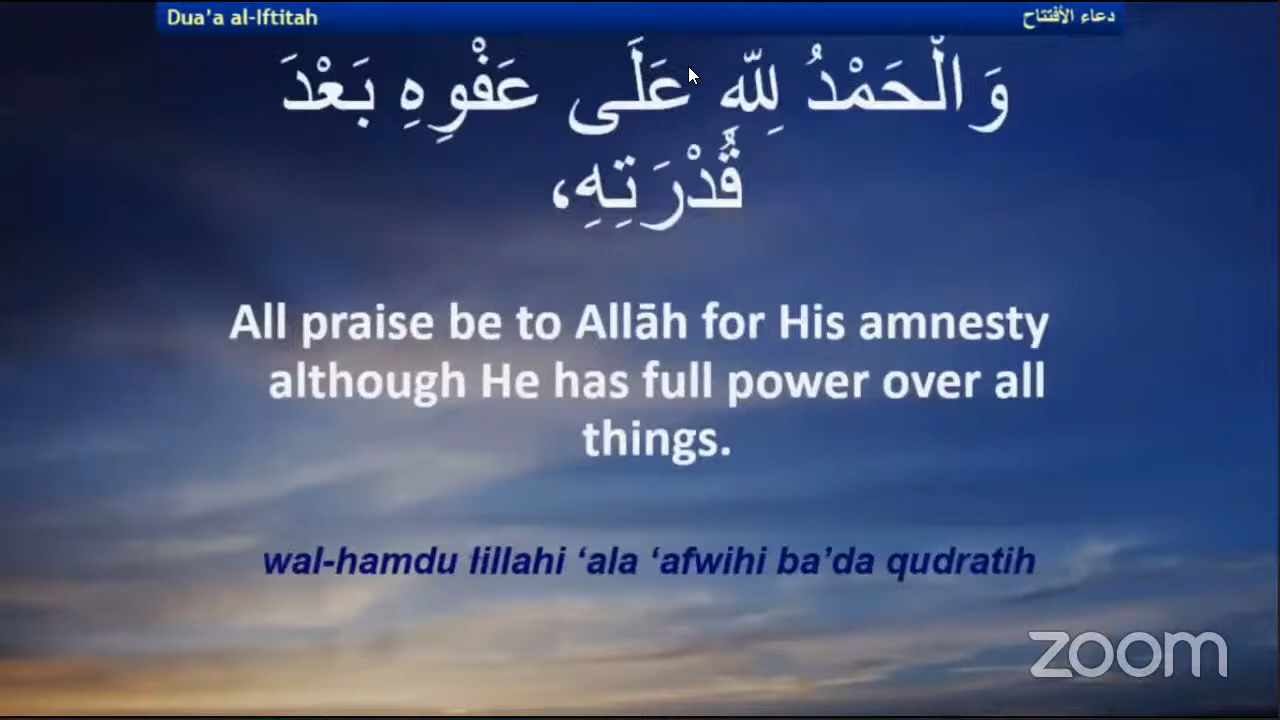 Dua’a al-Iftitah
دعاء الأفتتاح
وَالْحَمْدُ لِلّٰهِ عَلَى عَفْوِهِ بَعْدَ
قُدْرَتِهِ،
All praise be to Allāh for His amnesty
although He has full power over all
things.
wal-hamdu lillahi ‘ala ‘afwihi ba’da qudratih
zoom